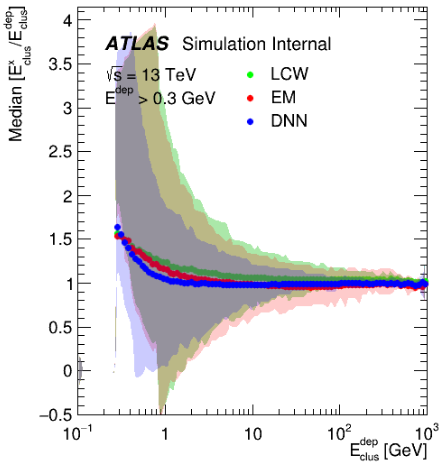 Median [E^x_clus/E^dep_clus]
ATLAS Simulation Internal
√s = 13 TeV
E^dep > 0.3 GeV
LCW
EM
DNN
4
3.5
3
2.5
2
1.5
1
0.5
0
−0.5
10^−1 1 10 10^2 10^3
E^dep_clus [GeV]